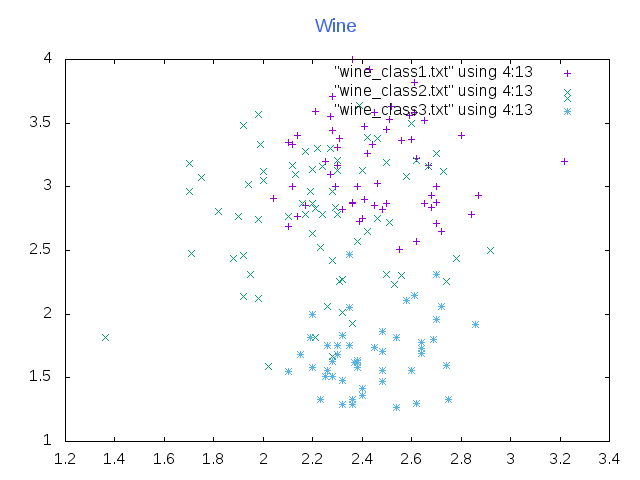 Wine
4
3.5
3
2.5
2
1.5
1
"wine_class1.txt" using 4:13
"wine_class2.txt" using 4:13
"wine_class3.txt" using 4:13
1.2 1.4 1.6 1.8 2 2.2 2.4 2.6 2.8 3 3.2 3.4